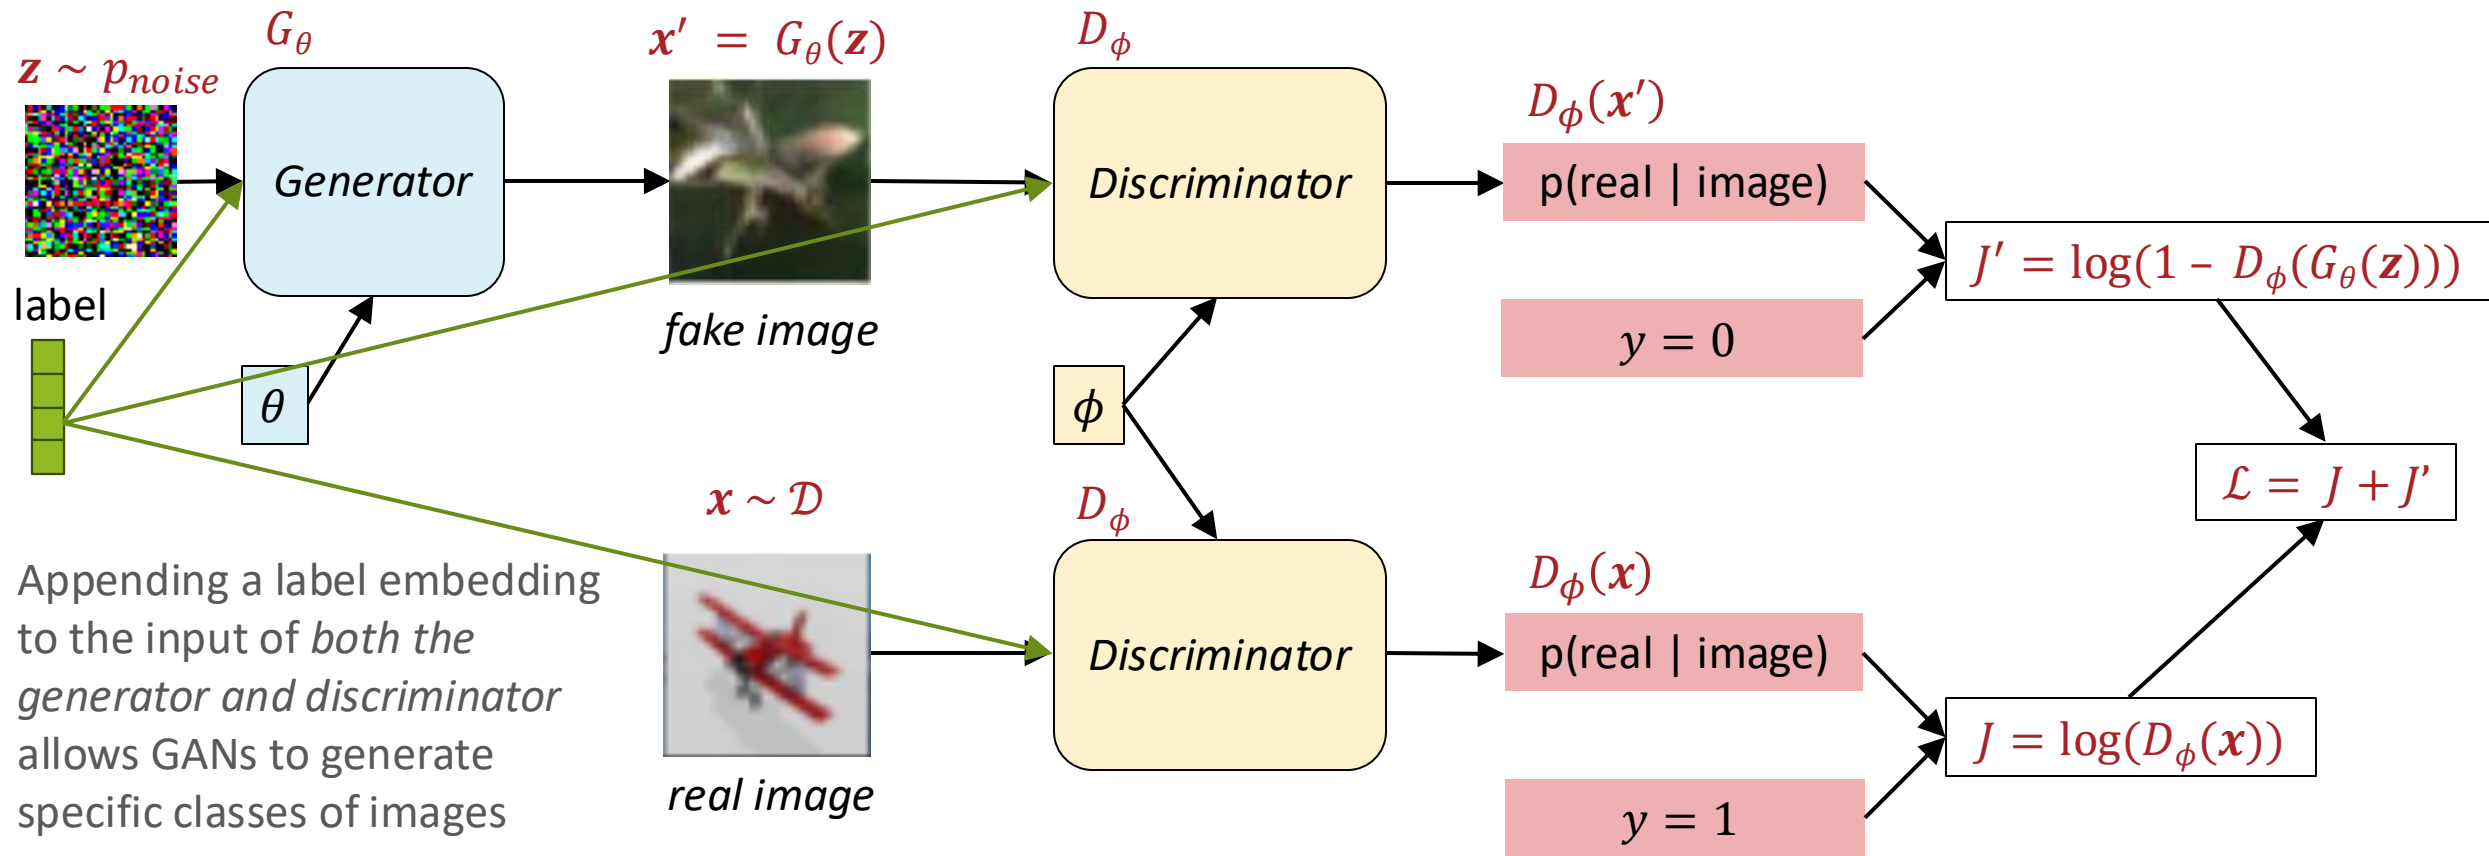 z ~ p_noise
G_θ
x′ = G_θ(z)
D_ϕ
D_ϕ(x′)
Generator
Discriminator
p(real | image)
J′ = log(1 – D_ϕ(G_θ(z)))
label
fake image
y = 0
θ
ϕ
ℒ = J + J’
x ~ 𝒟
D_ϕ
D_ϕ(x)
Discriminator
p(real | image)
J = log(D_ϕ(x))
real image
y = 1
Appending a label embedding
to the input of both the
generator and discriminator
allows GANs to generate
specific classes of images